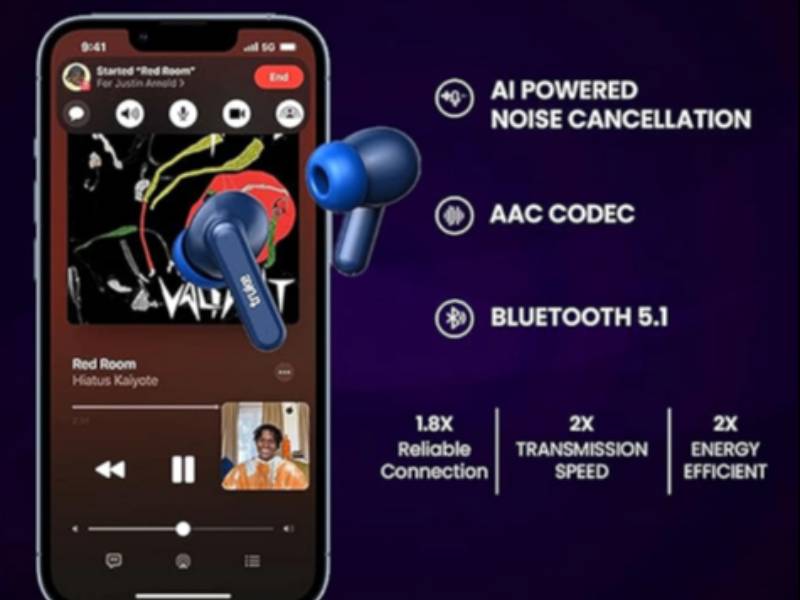 9:41
5G
Started "Red Room"
For Justin Arnold >
End
truke
Red Room
Hiatus Kaiyote
AI POWERED
NOISE CANCELLATION
AAC CODEC
BLUETOOTH 5.1
1.8X
Reliable
Connection
2X
TRANSMISSION
SPEED
2X
ENERGY
EFFICIENT